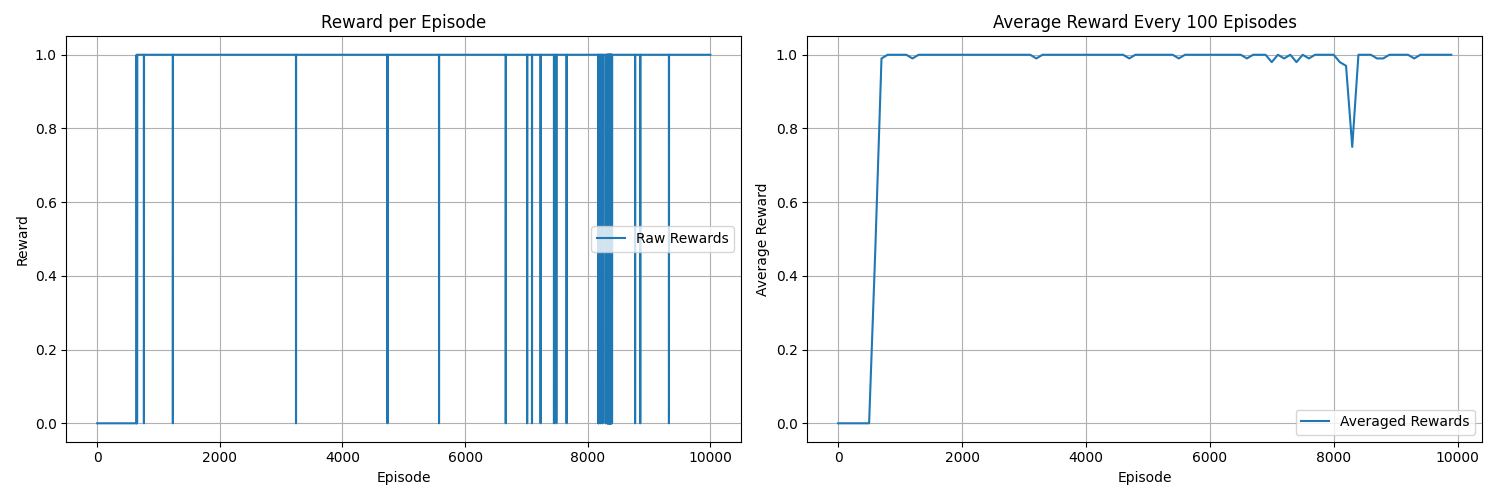 Reward per Episode
Reward
1.0
0.8
0.6
0.4
0.2
0.0
Raw Rewards
0 2000 4000 6000 8000 10000
Episode
Average Reward Every 100 Episodes
Average Reward
1.0
0.8
0.6
0.4
0.2
0.0
Averaged Rewards
0 2000 4000 6000 8000 10000
Episode